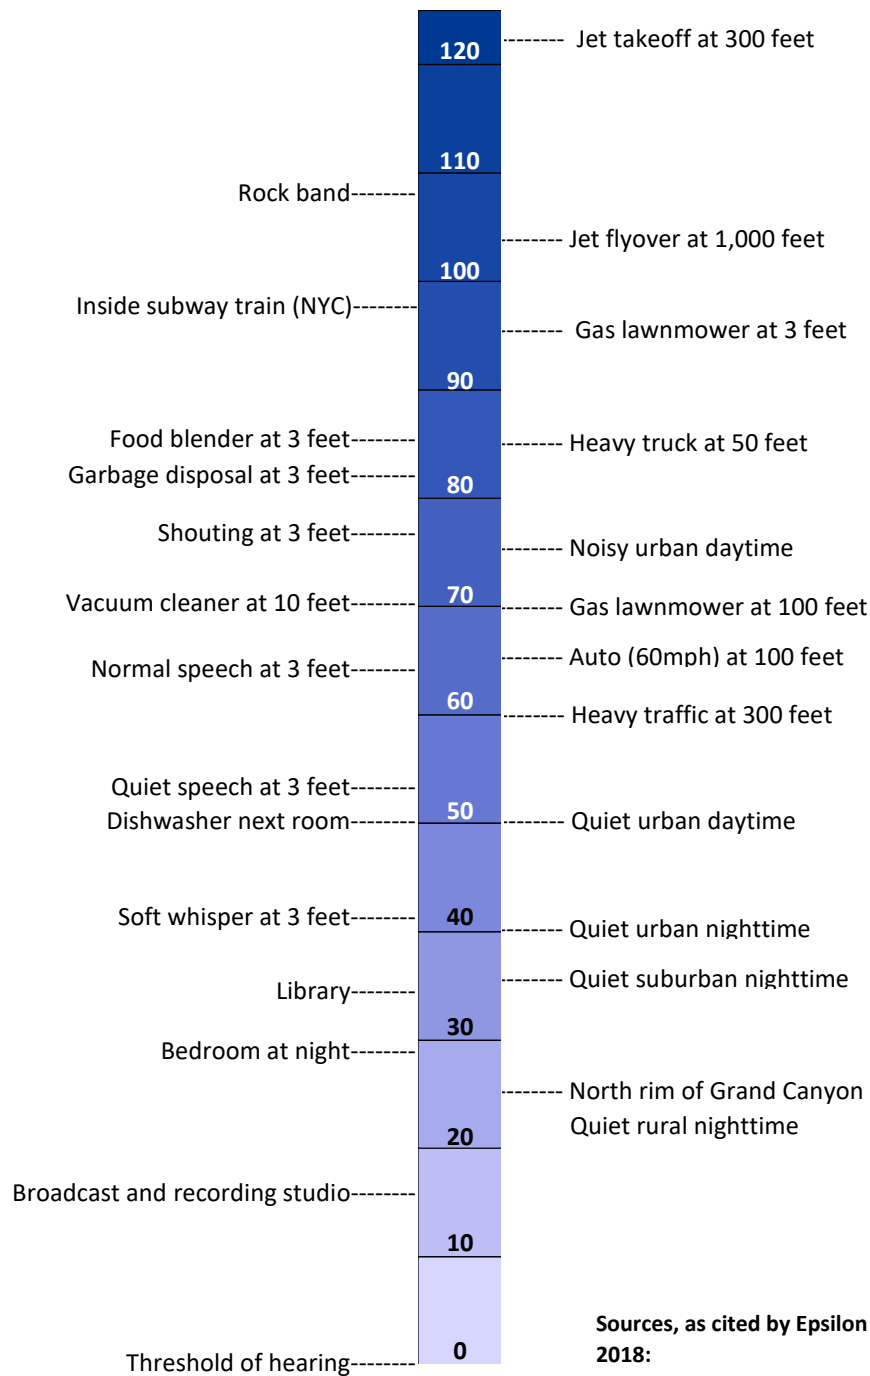 Jet takeoff at 300 feet
120
110
Rock band
Jet flyover at 1,000 feet
100
Inside subway train (NYC)
Gas lawnmower at 3 feet
90
Food blender at 3 feet
Heavy truck at 50 feet
Garbage disposal at 3 feet
80
Shouting at 3 feet
Noisy urban daytime
70
Vacuum cleaner at 10 feet
Gas lawnmower at 100 feet
Auto (60mph) at 100 feet
Normal speech at 3 feet
60
Heavy traffic at 300 feet
Quiet speech at 3 feet
50
Dishwasher next room
Quiet urban daytime
Soft whisper at 3 feet
40
Quiet urban nighttime
Quiet suburban nighttime
Library
30
Bedroom at night
North rim of Grand Canyon
Quiet rural nighttime
20
Broadcast and recording studio
10
Sources, as cited by Epsilon
2018:
0
Threshold of hearing